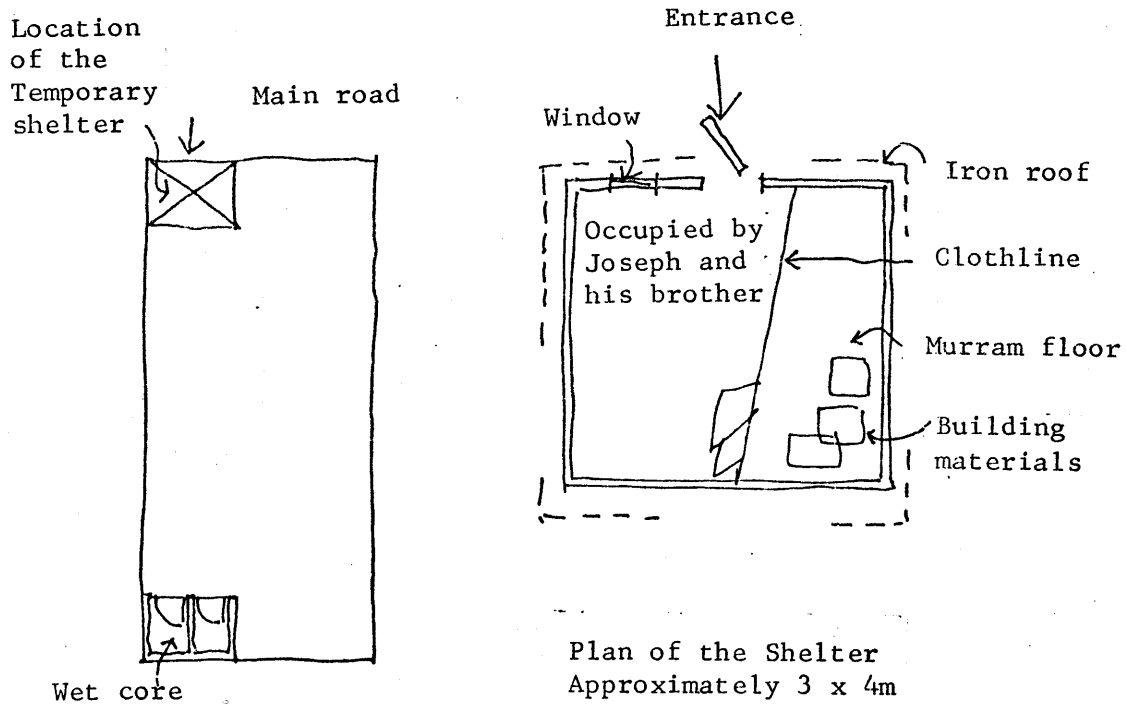 Location
of the
Temporary
shelter
Main road
Wet core
Entrance
Window
Iron roof
Occupied by
Joseph and
his brother
Clothline
Murram floor
Building
materials
Plan of the Shelter
Approximately 3 x 4m